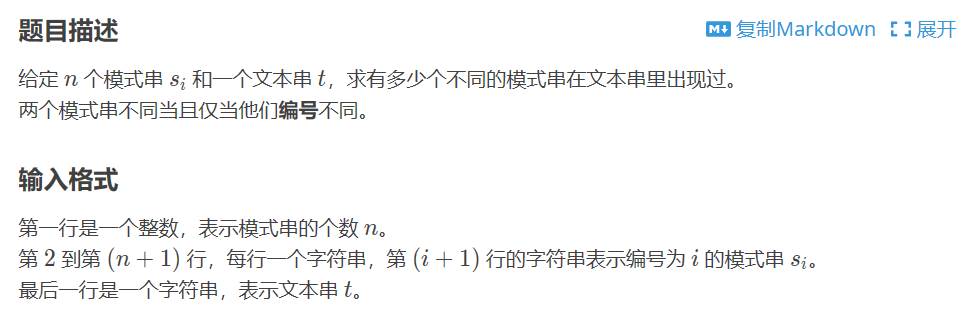 题目描述 复制Markdown 展开
给定 n 个模式串 s_i 和一个文本串 t，求有多少个不同的模式串在文本串里出现过。
两个模式串不同当且仅当他们编号不同。
输入格式
第一行是一个整数，表示模式串的个数 n。
第 2 到第 (n + 1) 行，每行一个字符串，第 (i + 1) 行的字符串表示编号为 i 的模式串 s_i。
最后一行是一个字符串，表示文本串 t。